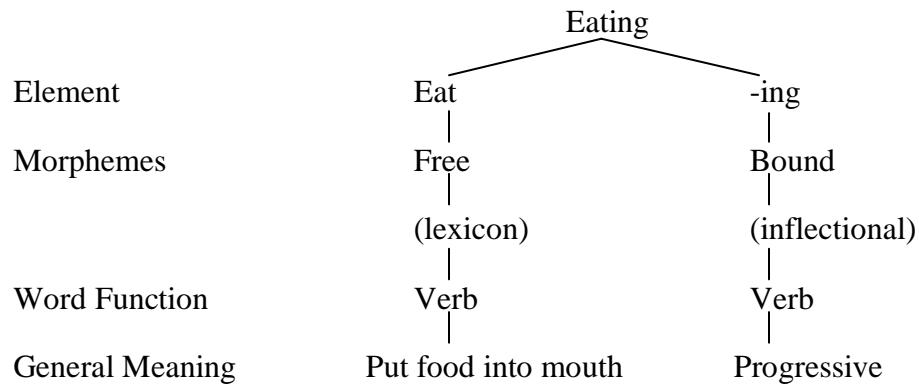 Eating
Element Eat -ing
Morphemes Free Bound
(lexicon) (inflectional)
Word Function Verb Verb
General Meaning Put food into mouth Progressive